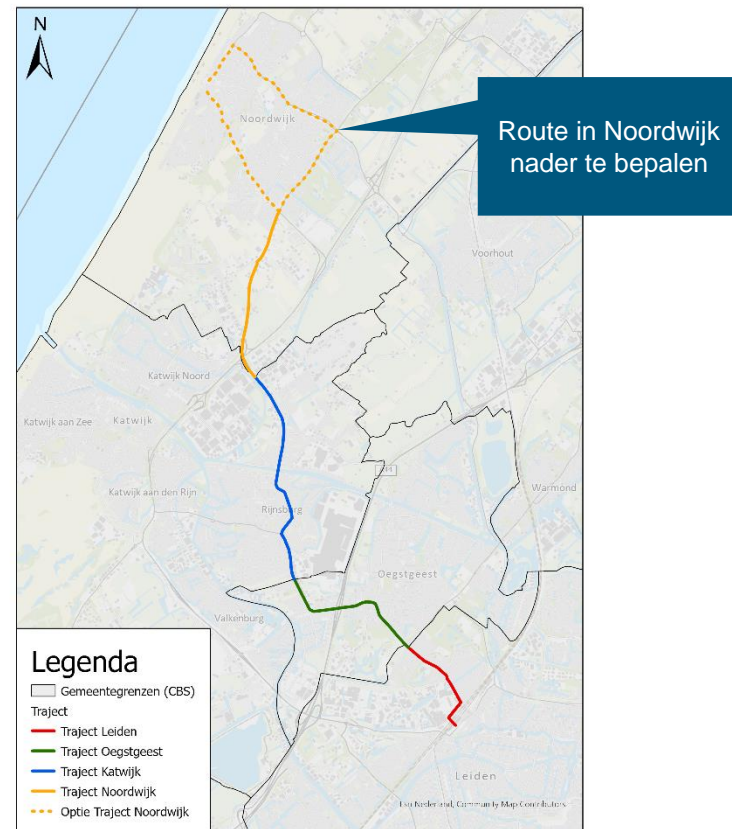 N
Noordwijk
Route in Noordwijk
nader te bepalen
Voorhout
Katwijk Noord
Katwijk aan Zee
Katwijk
Katwijk aan den Rijn
Warmond
Rijnsburg
Oegstgeest
Valkenburg
Leiden
Esri Nederland, Community Map Contributors
Legenda
Gemeentegrenzen (CBS)
Traject
Traject Leiden
Traject Oegstgeest
Traject Katwijk
Traject Noordwijk
Optie Traject Noordwijk